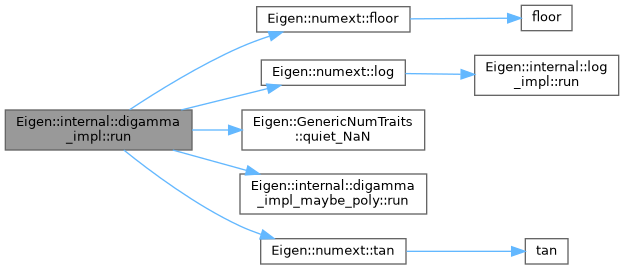 Eigen::numext::floor
floor
Eigen::numext::log
Eigen::internal::log
_impl::run
Eigen::internal::digamma
_impl::run
Eigen::GenericNumTraits
::quiet_NaN
Eigen::internal::digamma
_impl_maybe_poly::run
Eigen::numext::tan
tan